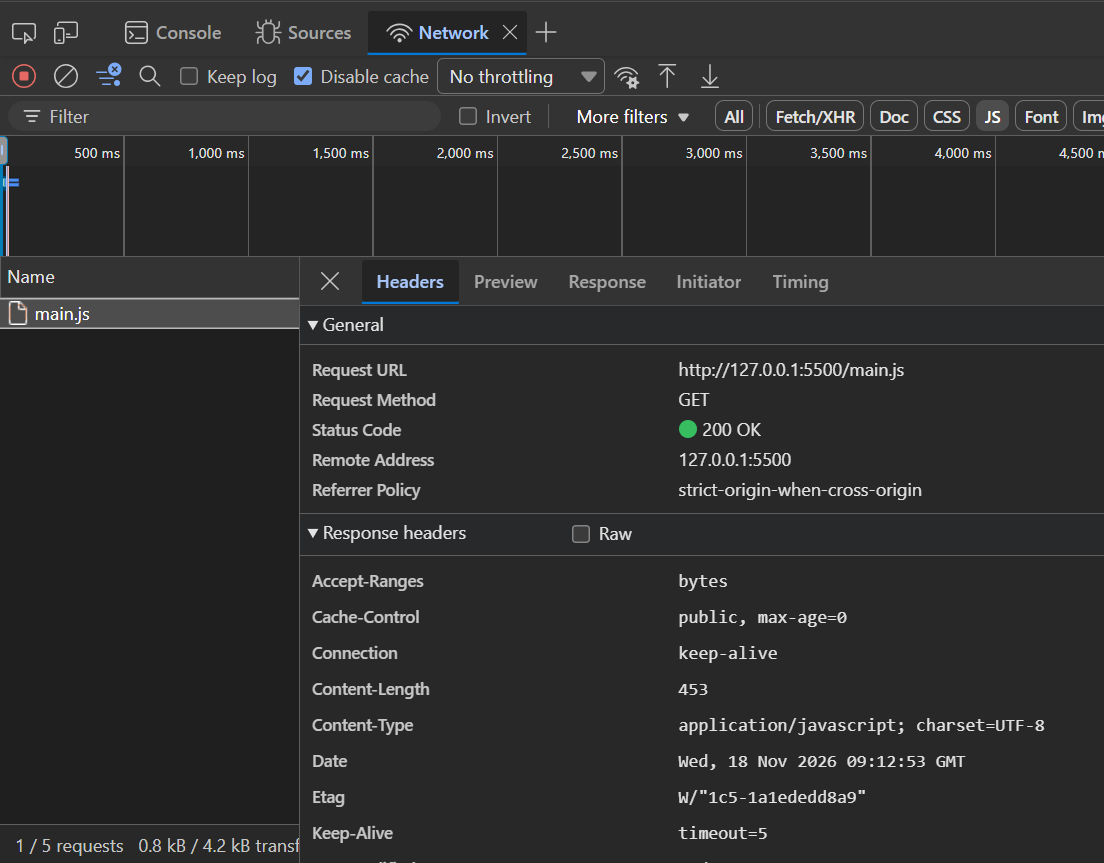 Console Sources Network
Keep log Disable cache No throttling
Filter Invert More filters All Fetch/XHR Doc CSS JS Font
500 ms 1,000 ms 1,500 ms 2,000 ms 2,500 ms 3,000 ms 3,500 ms 4,000 ms 4,500
Name
main.js
Headers Preview Response Initiator Timing
General
Request URL http://127.0.0.1:5500/main.js
Request Method GET
Status Code 200 OK
Remote Address 127.0.0.1:5500
Referrer Policy strict-origin-when-cross-origin
Response headers Raw
Accept-Ranges bytes
Cache-Control public, max-age=0
Connection keep-alive
Content-Length 453
Content-Type application/javascript; charset=UTF-8
Date Wed, 18 Nov 2026 09:12:53 GMT
Etag W/"1c5-1a1ededd8a9"
Keep-Alive timeout=5
1 / 5 requests 0.8 kB / 4.2 kB transf